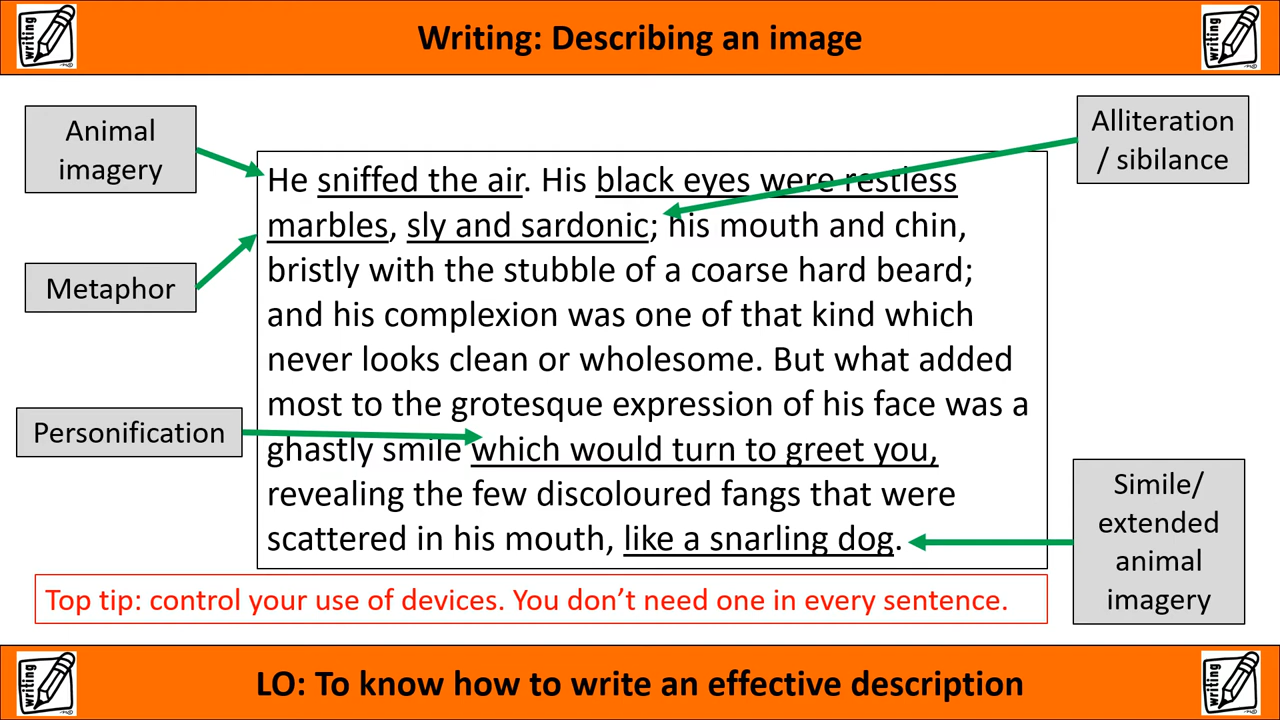 writing
Writing: Describing an image
writing
Animal
imagery
Alliteration
/ sibilance
He sniffed the air. His black eyes were restless
marbles, sly and sardonic; his mouth and chin,
bristly with the stubble of a coarse hard beard;
and his complexion was one of that kind which
never looks clean or wholesome. But what added
most to the grotesque expression of his face was a
ghastly smile which would turn to greet you,
revealing the few discoloured fangs that were
scattered in his mouth, like a snarling dog.
Metaphor
Personification
Simile/
extended
animal
imagery
Top tip: control your use of devices. You don’t need one in every sentence.
writing
LO: To know how to write an effective description
writing